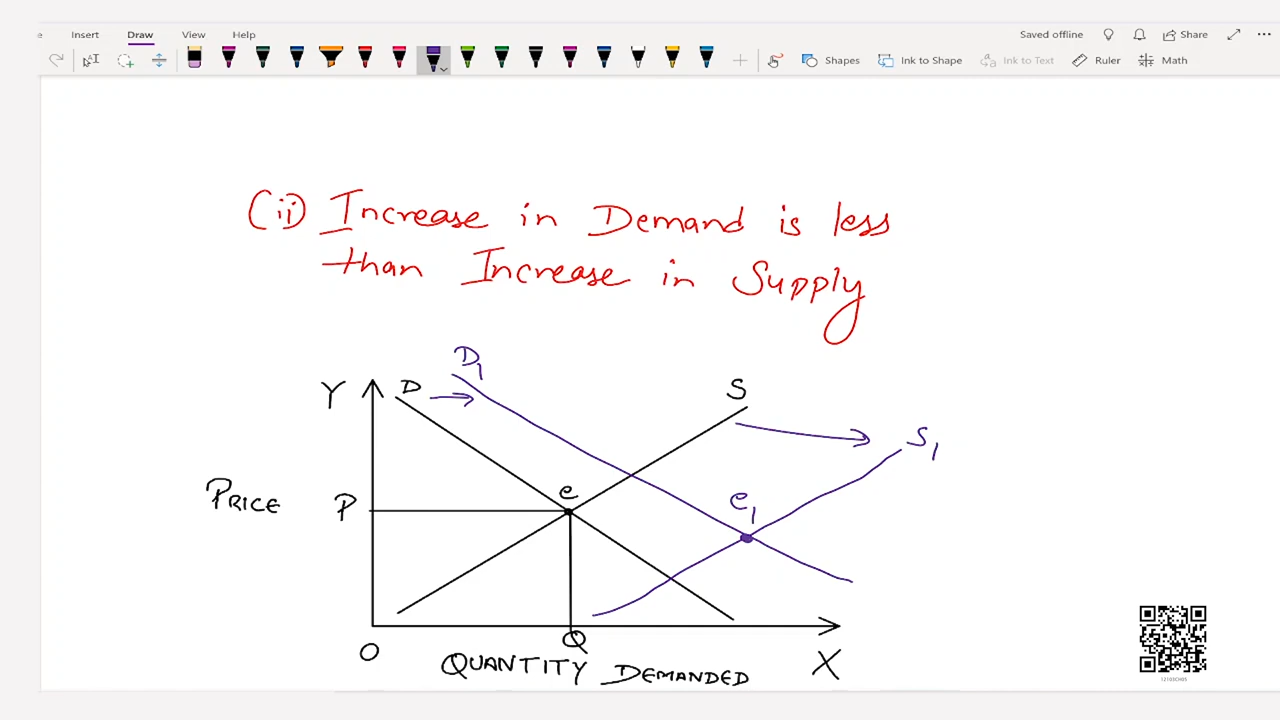 Insert Draw View Help Saved offline Share
Shapes Ink to Shape Ink to Text Ruler Math
(ii) Increase in Demand is less
than Increase in Supply
D1
Y D S
S1
PRICE P e e1
O Q X
QUANTITY DEMANDED
12103CH05